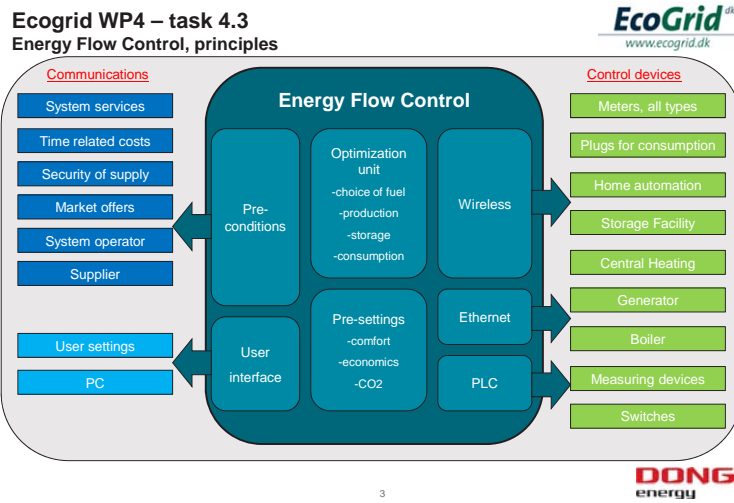 Ecogrid WP4 – task 4.3
Energy Flow Control, principles
EcoGrid dk
www.ecogrid.dk
Communications
System services
Time related costs
Security of supply
Market offers
System operator
Supplier
User settings
PC
Energy Flow Control
Pre-
conditions
Optimization
unit
-choice of fuel
-production
-storage
-consumption
Wireless
User
interface
Pre-settings
-comfort
-economics
-CO2
Ethernet
PLC
Control devices
Meters, all types
Plugs for consumption
Home automation
Storage Facility
Central Heating
Generator
Boiler
Measuring devices
Switches
3
DONG
energy